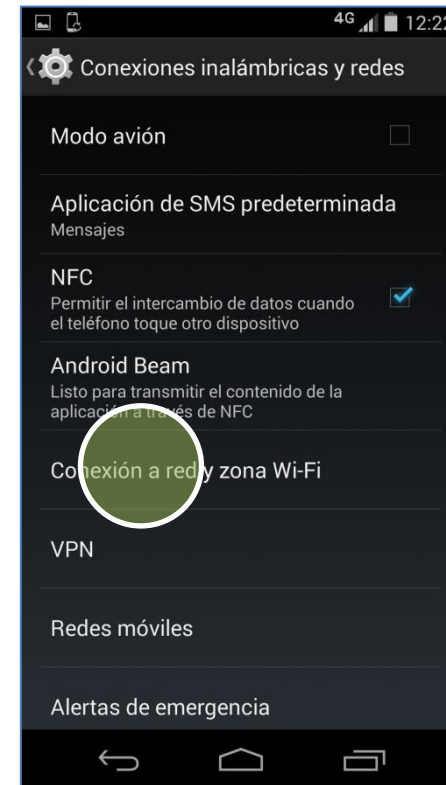 4G 12:22
Conexiones inalámbricas y redes
Modo avión
Aplicación de SMS predeterminada
Mensajes
NFC
Permitir el intercambio de datos cuando
el teléfono toque otro dispositivo
Android Beam
Listo para transmitir el contenido de la
aplicación a través de NFC
Conexión a red y zona Wi-Fi
VPN
Redes móviles
Alertas de emergencia